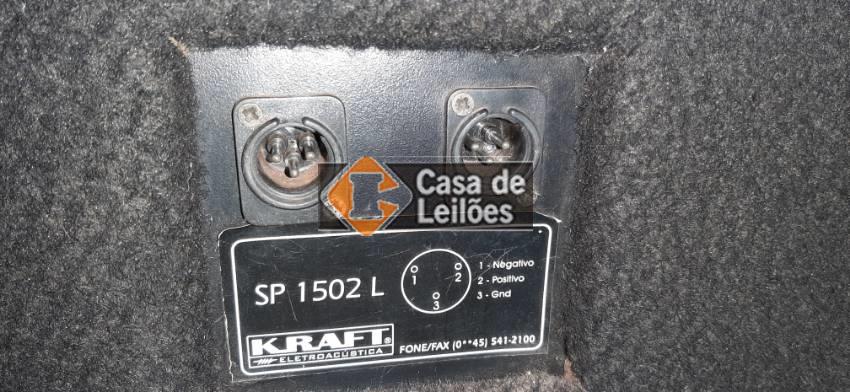 Casa de
Leilões
SP 1502 L
1 2 3
1 - Negativo
2 - Positivo
3 - Gnd
KRAFT®
ELETROACÚSTICA
FONE/FAX (0**45) 541-2100